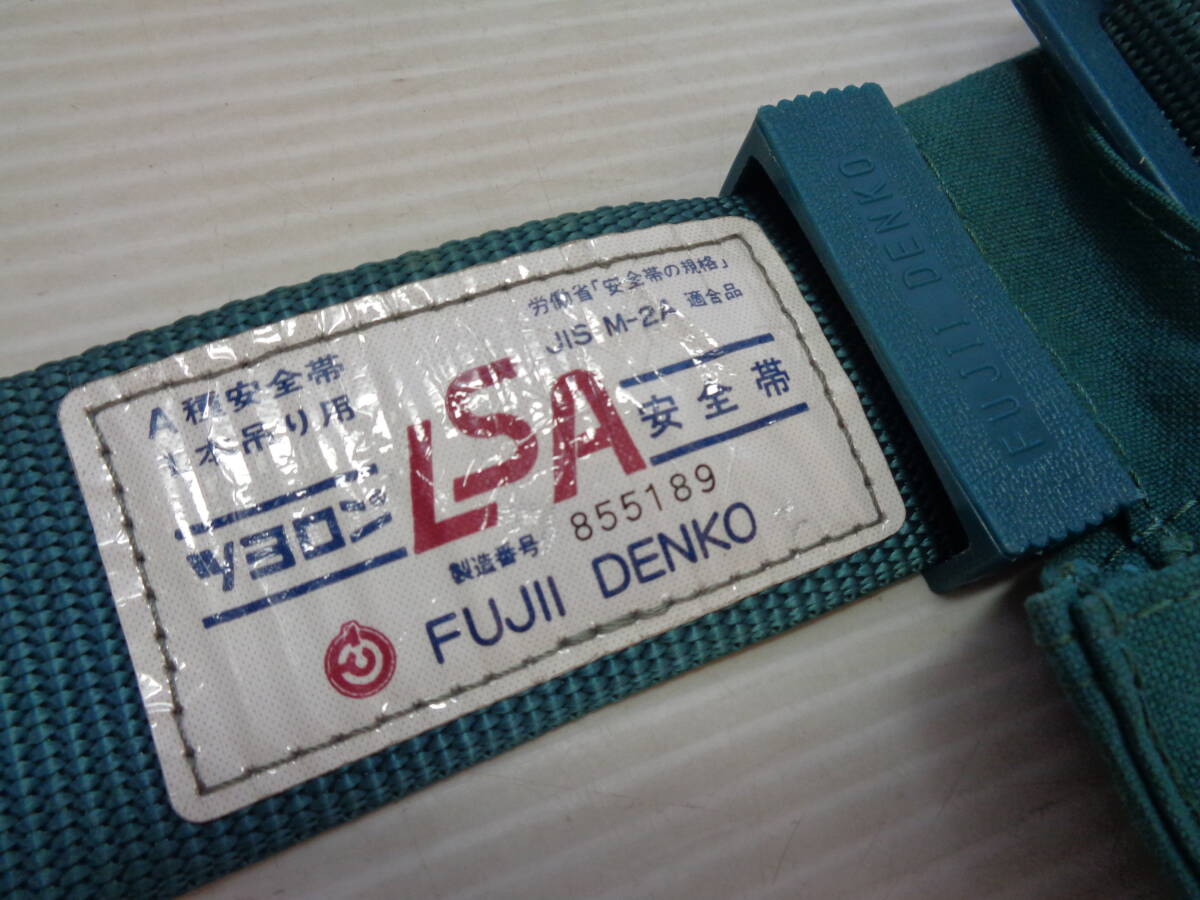 労働省「安全帯の規格」
JIS M-2A 適合品
A種安全帯
1本吊り用
ツヨロン
LSA
安全帯
製造番号 855189
FUJII DENKO
FUJII DENKO